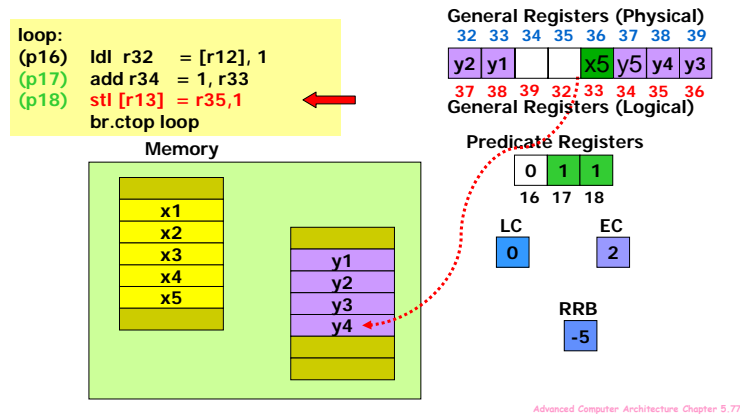 General Registers (Physical)
32 33 34 35 36 37 38 39
y2 y1 x5 y5 y4 y3
37 38 39 32 33 34 35 36
General Registers (Logical)
loop:
(p16) ldl r32 = [r12], 1
(p17) add r34 = 1, r33
(p18) stl [r13] = r35,1
br.ctop loop
Memory
x1
x2
x3
x4
x5
y1
y2
y3
y4
Predicate Registers
0 1 1
16 17 18
LC EC
0 2
RRB
-5
Advanced Computer Architecture Chapter 5.77